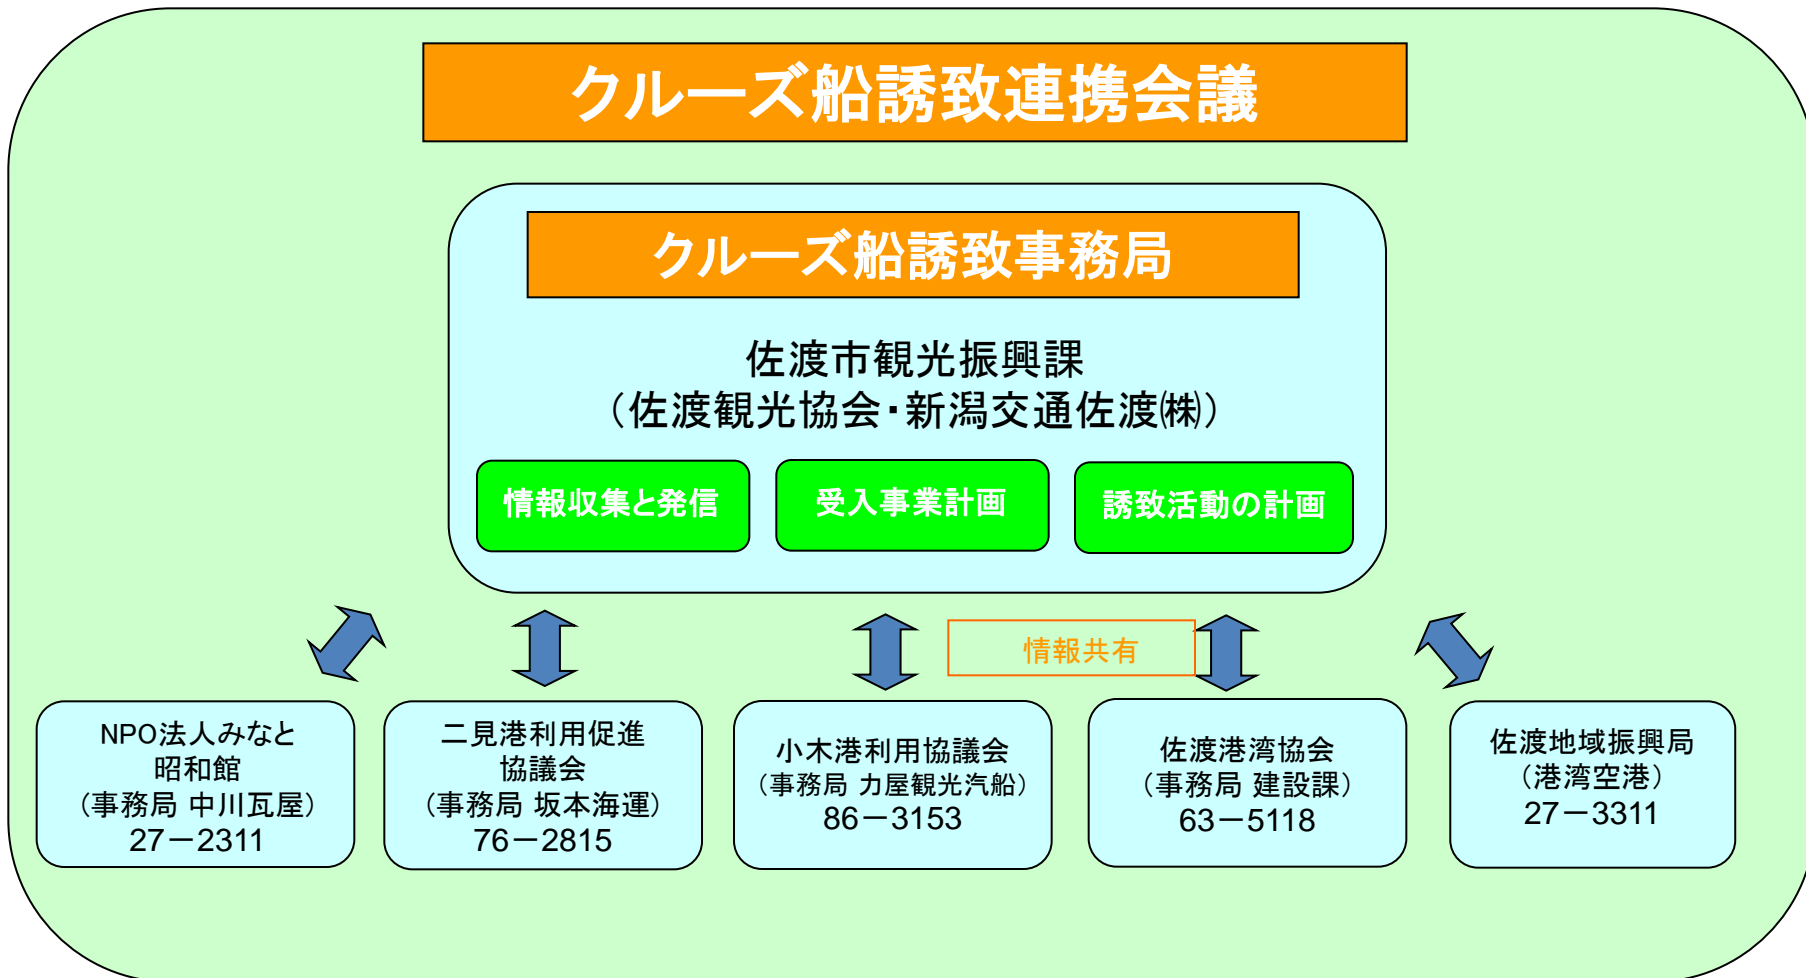 クルーズ船誘致連携会議
クルーズ船誘致事務局
佐渡市観光振興課
（佐渡観光協会・新潟交通佐渡㈱）
情報収集と発信
受入事業計画
誘致活動の計画
情報共有
NPO法人みなと
昭和館
（事務局 中川瓦屋）
27－2311
二見港利用促進
協議会
（事務局 坂本海運）
76－2815
小木港利用協議会
（事務局 力屋観光汽船）
86－3153
佐渡港湾協会
（事務局 建設課）
63－5118
佐渡地域振興局
（港湾空港）
27－3311